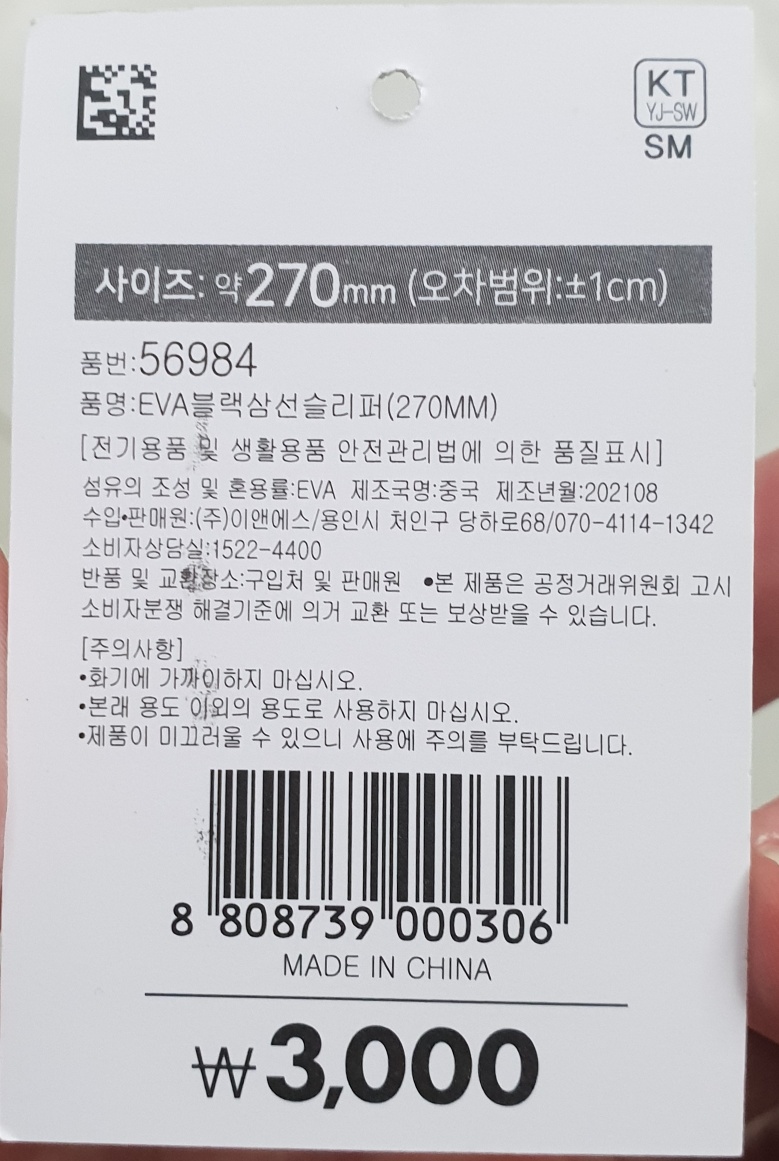 KT
YJ-SW
SM
사이즈: 약270mm (오차범위:±1cm)
품번:56984
품명:EVA블랙삼선슬리퍼(270MM)
[전기용품 및 생활용품 안전관리법에 의한 품질표시]
섬유의 조성 및 혼용률:EVA 제조국명:중국 제조년월:202108
수입•판매원:(주)이앤에스/용인시 처인구 당하로68/070-4114-1342
소비자상담실:1522-4400
반품 및 교환장소:구입처 및 판매원 •본 제품은 공정거래위원회 고시
소비자분쟁 해결기준에 의거 교환 또는 보상받을 수 있습니다.
[주의사항]
•화기에 가까이하지 마십시오.
•본래 용도 이외의 용도로 사용하지 마십시오.
•제품이 미끄러울 수 있으니 사용에 주의를 부탁드립니다.
8 808739 000306
MADE IN CHINA
₩3,000